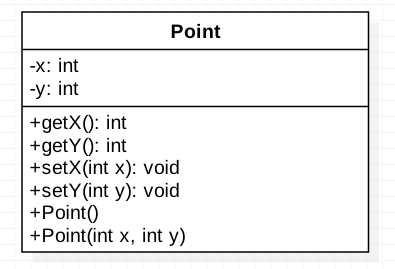 Point
-x: int
-y: int
+getX(): int
+getY(): int
+setX(int x): void
+setY(int y): void
+Point()
+Point(int x, int y)